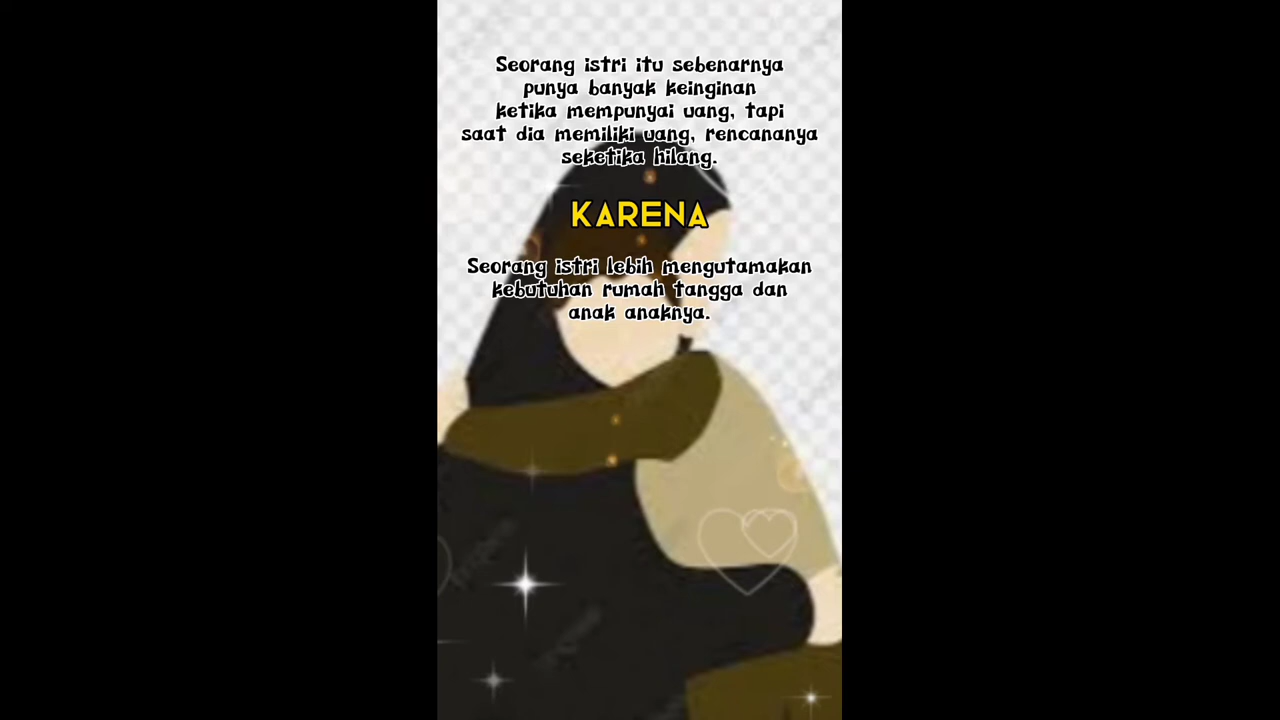 Seorang istri itu sebenarnya
punya banyak keinginan
ketika mempunyai uang, tapi
saat dia memiliki uang, rencananya
seketika hilang.
KARENA
Seorang istri lebih mengutamakan
kebutuhan rumah tangga dan
anak anaknya.